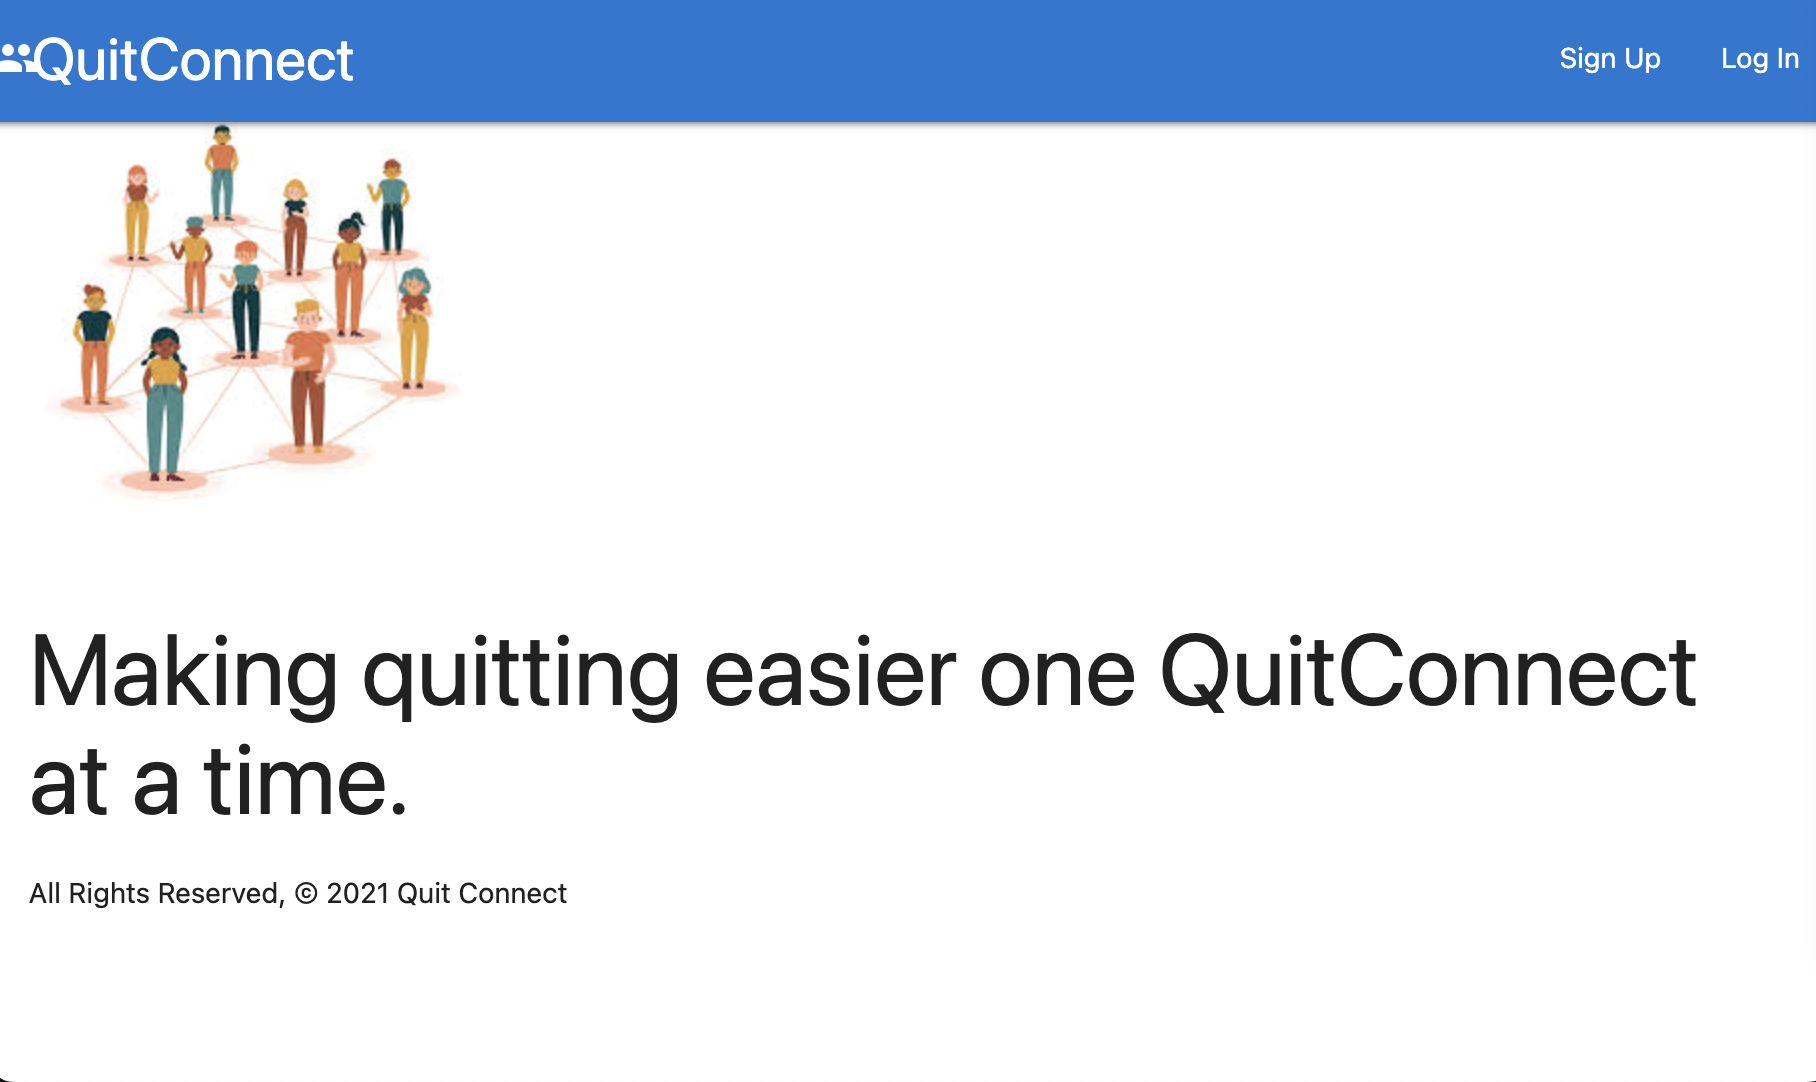 QuitConnect
Sign Up
Log In
Making quitting easier one QuitConnect
at a time.
All Rights Reserved, © 2021 Quit Connect